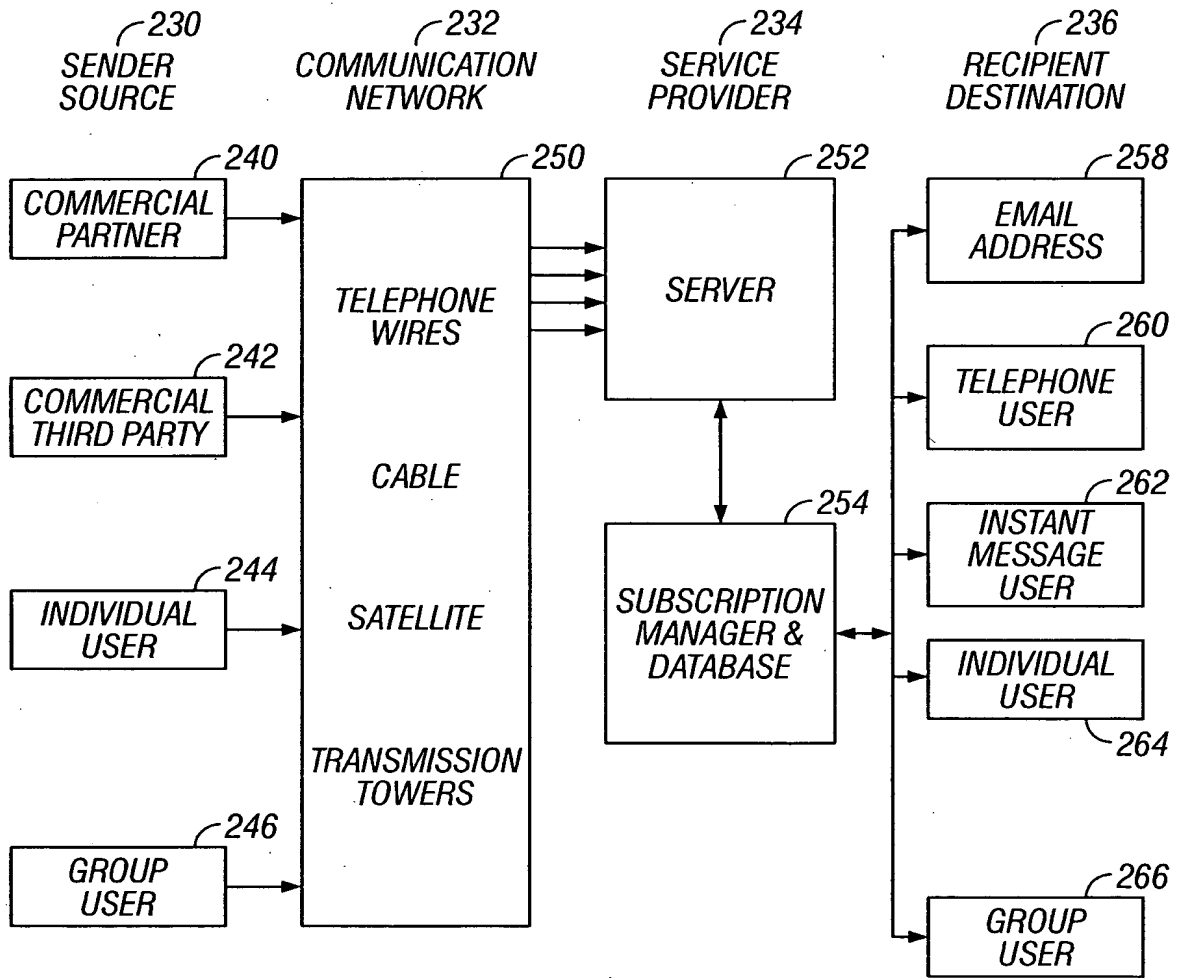 230
SENDER
SOURCE
232
COMMUNICATION
NETWORK
234
SERVICE
PROVIDER
236
RECIPIENT
DESTINATION
240
COMMERCIAL
PARTNER
242
COMMERCIAL
THIRD PARTY
244
INDIVIDUAL
USER
246
GROUP
USER
250
TELEPHONE
WIRES
CABLE
SATELLITE
TRANSMISSION
TOWERS
252
SERVER
254
SUBSCRIPTION
MANAGER &
DATABASE
258
EMAIL
ADDRESS
260
TELEPHONE
USER
262
INSTANT
MESSAGE
USER
INDIVIDUAL
USER
264
266
GROUP
USER